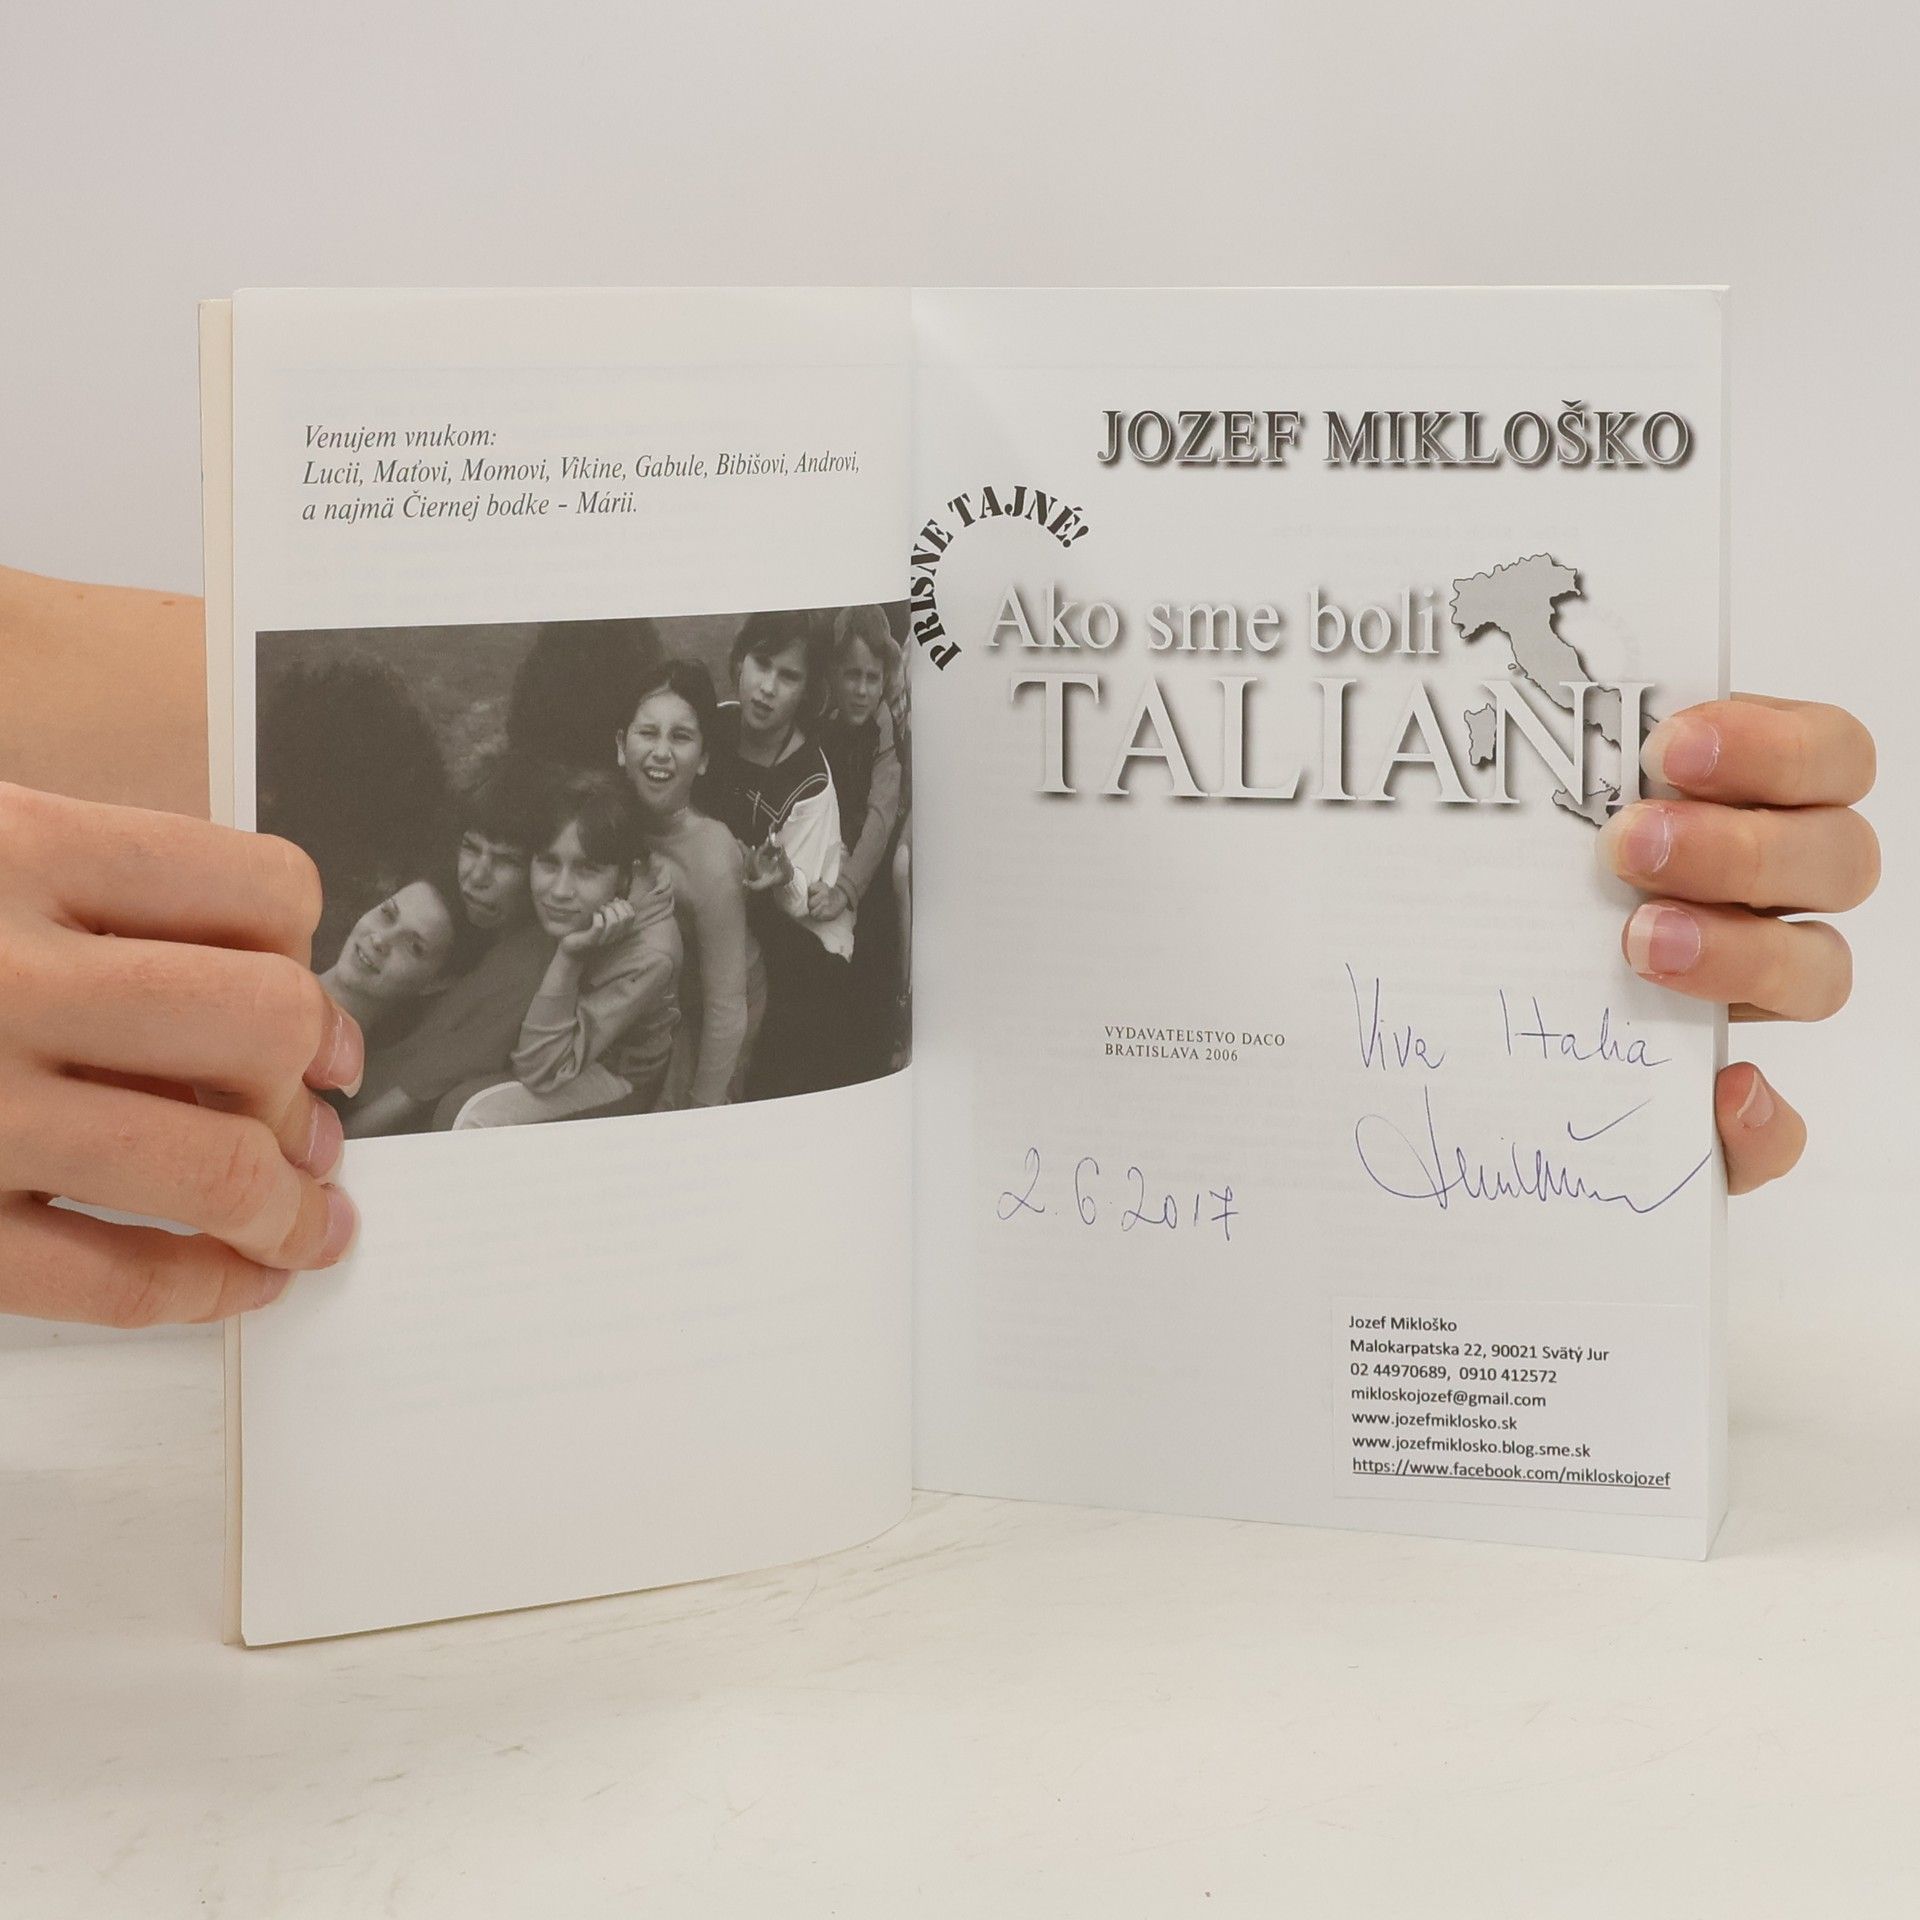 Venujem vnukom:
Lucii, Maťovi, Momovi, Vikine, Gabule, Bibišovi, Androvi,
a najmä Čiernej bodke - Márii.
JOZEF MIKLOŠKO
PRÍSNE TAJNÉ!
Ako sme boli
TALIANI
VYDAVATEĽSTVO DACO
BRATISLAVA 2006
Viva Italia
2.6.2017
Jozef Mikloško
Malokarpatska 22, 90021 Svätý Jur
02 44970689, 0910 412572
mikloskojozef@gmail.com
www.jozefmiklosko.sk
www.jozefmiklosko.blog.sme.sk
https://www.facebook.com/mikloskojozef